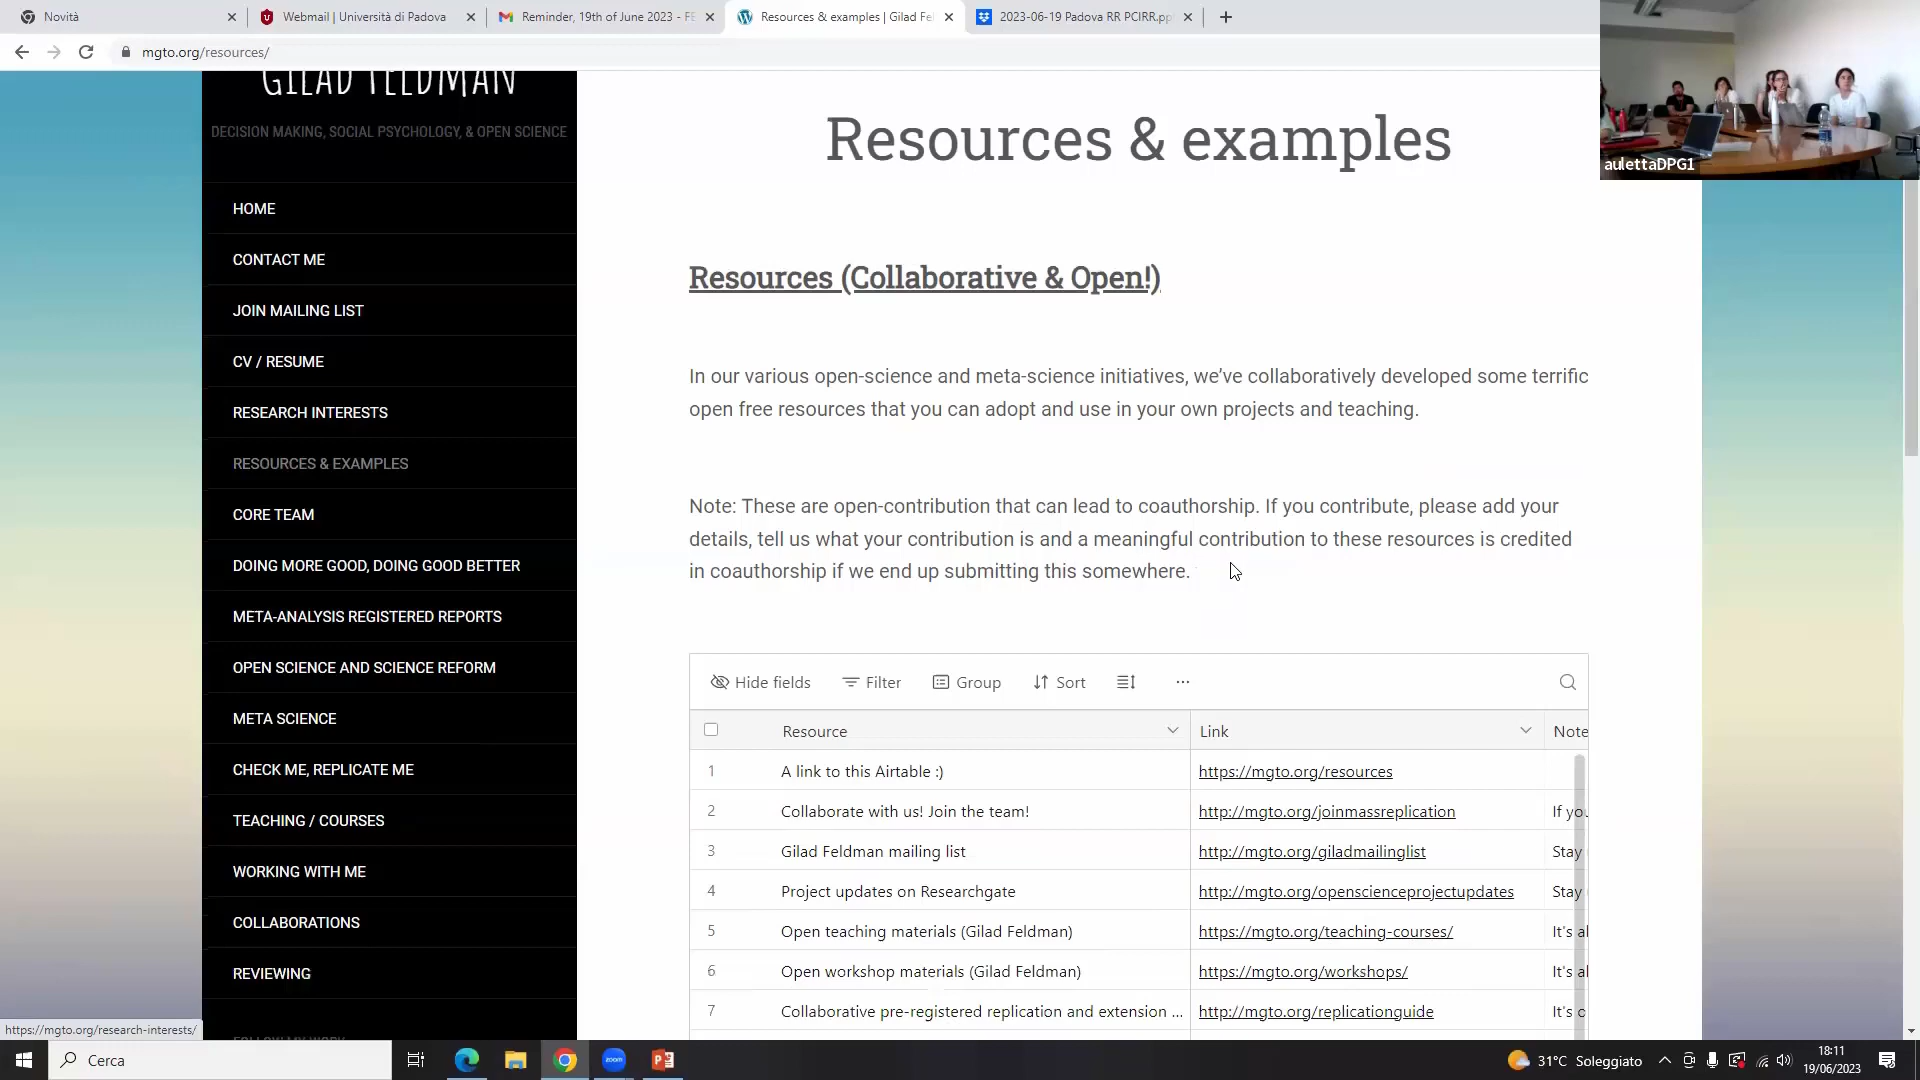 Novità
Webmail | Università di Padova
Reminder, 19th of June 2023 - FE
Resources & examples | Gilad Fel
2023-06-19 Padova RR PCIRR.pp
mgto.org/resources/
GILAD FELDMAN
DECISION MAKING, SOCIAL PSYCHOLOGY, & OPEN SCIENCE
HOME
CONTACT ME
JOIN MAILING LIST
CV / RESUME
RESEARCH INTERESTS
RESOURCES & EXAMPLES
CORE TEAM
DOING MORE GOOD, DOING GOOD BETTER
META-ANALYSIS REGISTERED REPORTS
OPEN SCIENCE AND SCIENCE REFORM
META SCIENCE
CHECK ME, REPLICATE ME
TEACHING / COURSES
WORKING WITH ME
COLLABORATIONS
REVIEWING
https://mgto.org/research-interests/
Resources & examples
Resources (Collaborative & Open!)
In our various open-science and meta-science initiatives, we’ve collaboratively developed some terrific
open free resources that you can adopt and use in your own projects and teaching.
Note: These are open-contribution that can lead to coauthorship. If you contribute, please add your
details, tell us what your contribution is and a meaningful contribution to these resources is credited
in coauthorship if we end up submitting this somewhere.
Hide fields Filter Group Sort ...
Resource Link Note
1 A link to this Airtable :) https://mgto.org/resources
2 Collaborate with us! Join the team! http://mgto.org/joinmassreplication If you
3 Gilad Feldman mailing list http://mgto.org/giladmailinglist Stay
4 Project updates on Researchgate http://mgto.org/openscienceprojectupdates Stay
5 Open teaching materials (Gilad Feldman) https://mgto.org/teaching-courses/ It's al
6 Open workshop materials (Gilad Feldman) https://mgto.org/workshops/ It's al
7 Collaborative pre-registered replication and extension ... http://mgto.org/replicationguide It's o
aulettaDPG1
Cerca
zoom
31°C Soleggiato
18:11
19/06/2023